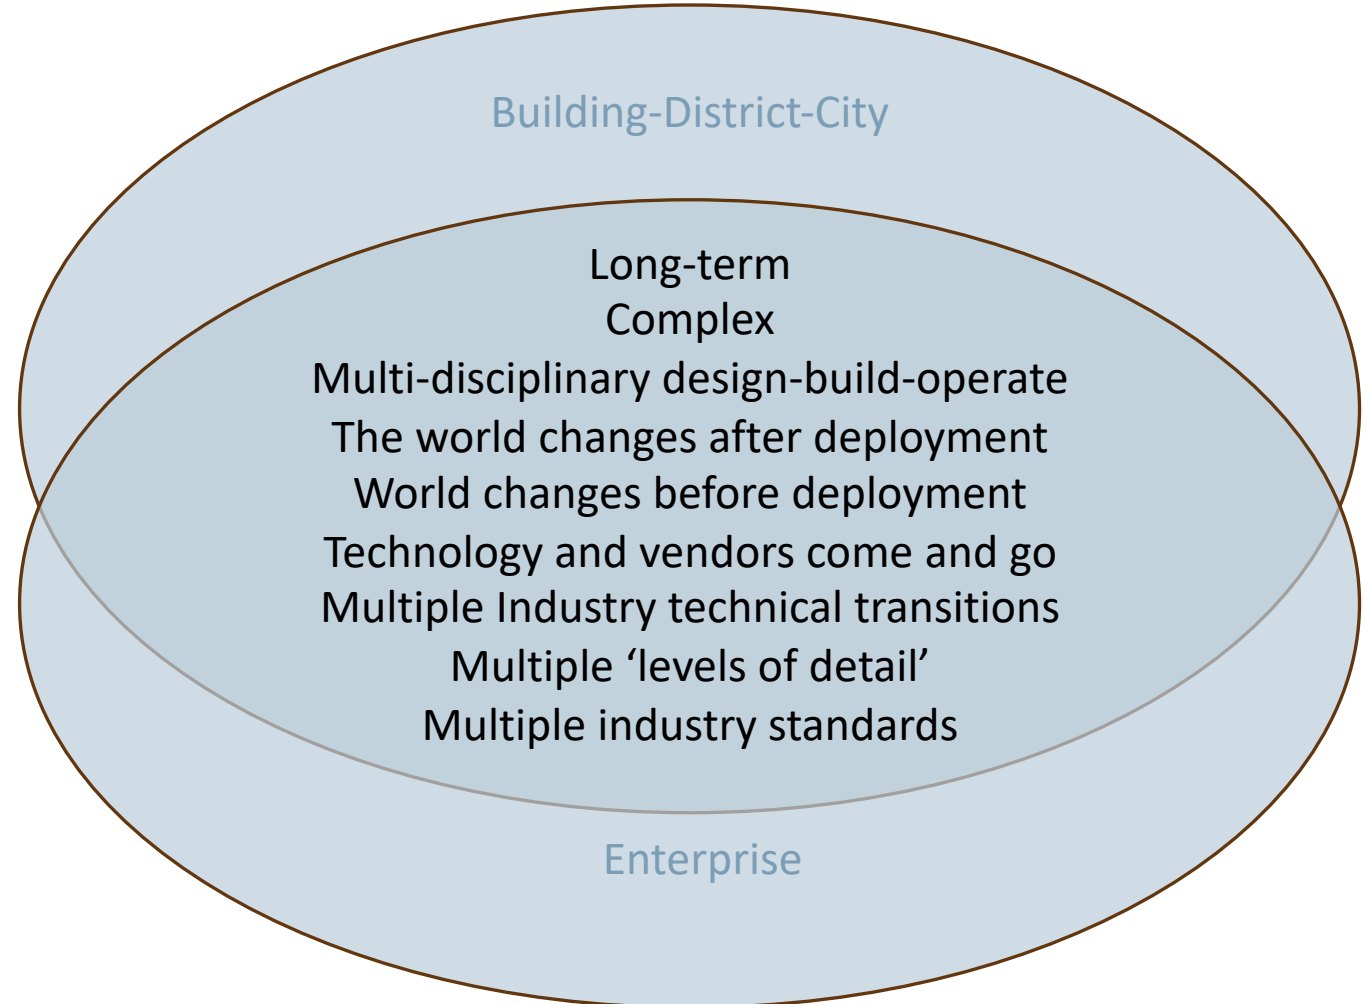 Building-District-City
Long-term
Complex
Multi-disciplinary design-build-operate
The world changes after deployment
World changes before deployment
Technology and vendors come and go
Multiple Industry technical transitions
Multiple ‘levels of detail’
Multiple industry standards
Enterprise